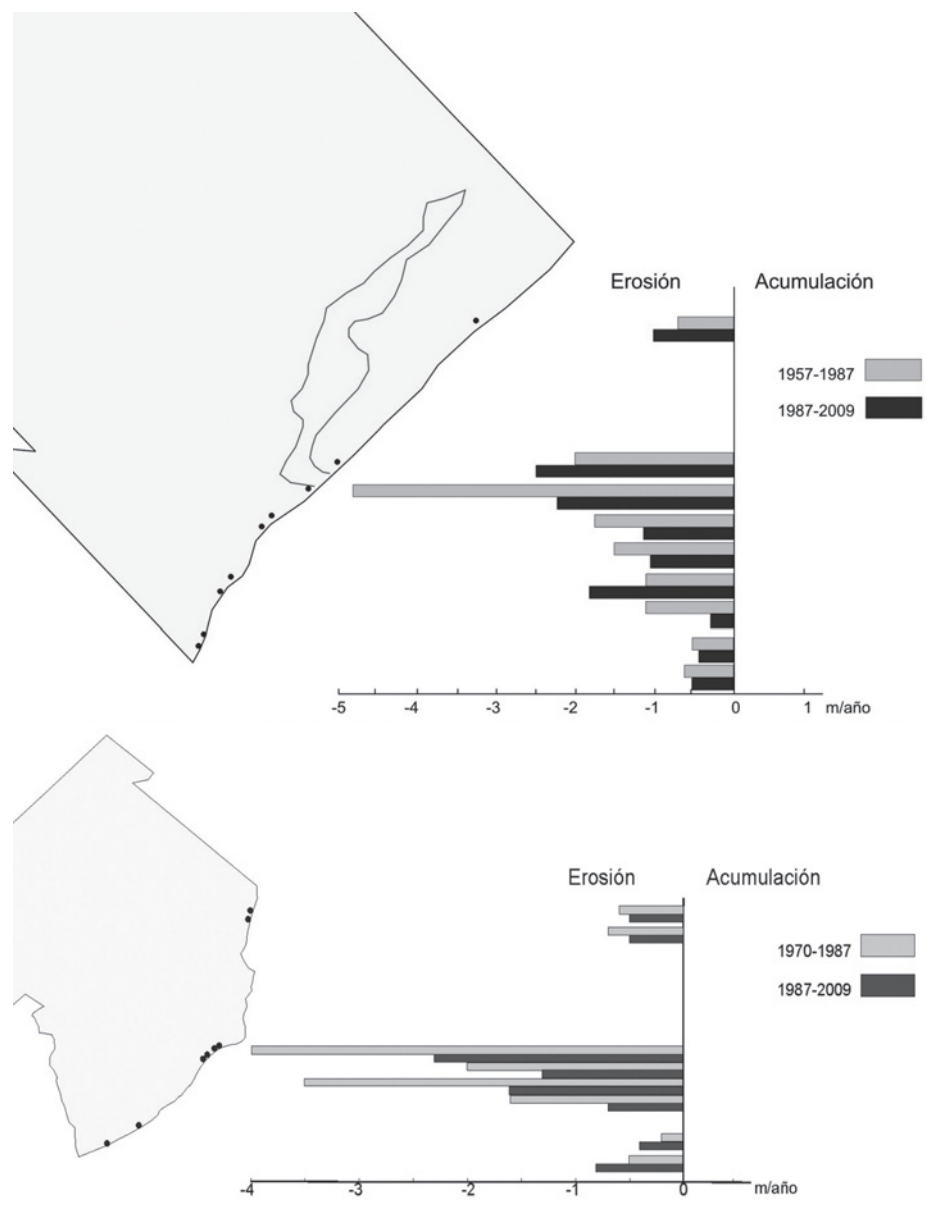 Erosión Acumulación
1957-1987
1987-2009
-5 -4 -3 -2 -1 0 1 m/año
Erosión Acumulación
1970-1987
1987-2009
-4 -3 -2 -1 0 m/año